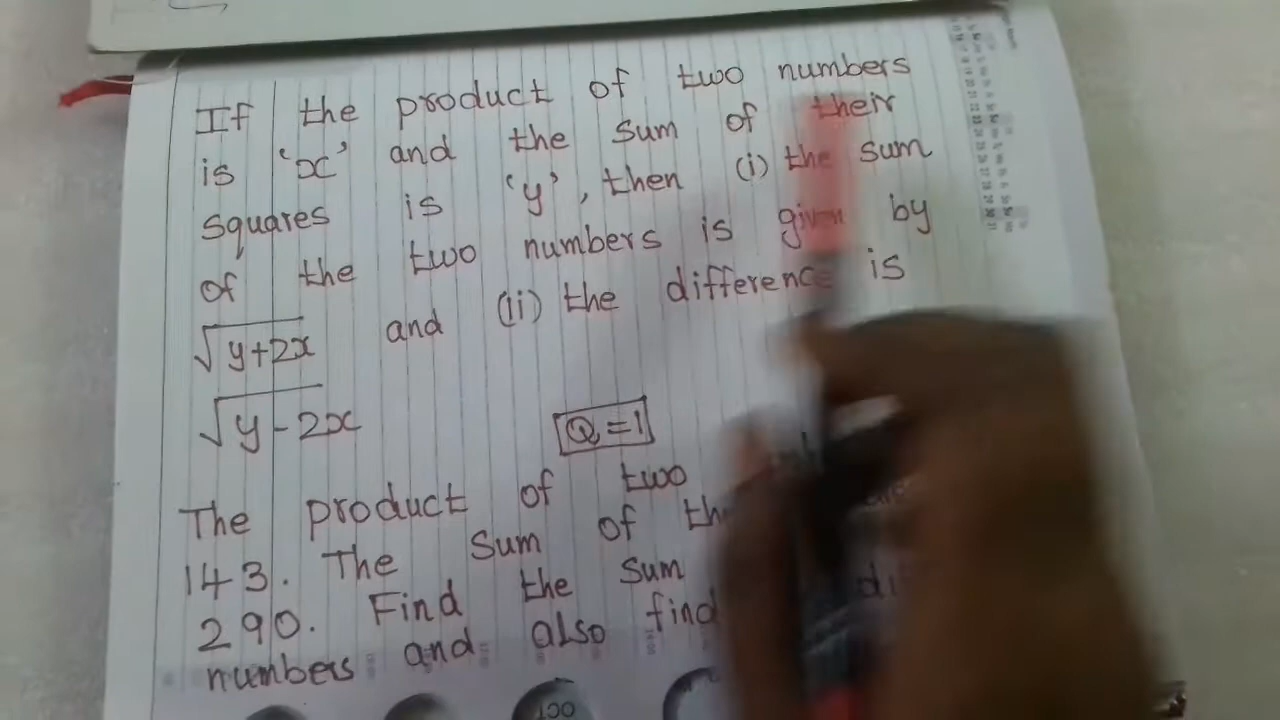 If the product of two numbers
is 'x' and the sum of their
squares is 'y', then (i) the sum
of the two numbers is given by
√y+2x and (ii) the difference is
√y-2x
Q=1
The product of two
143. The sum of
290. Find the sum
numbers and also find
OCT